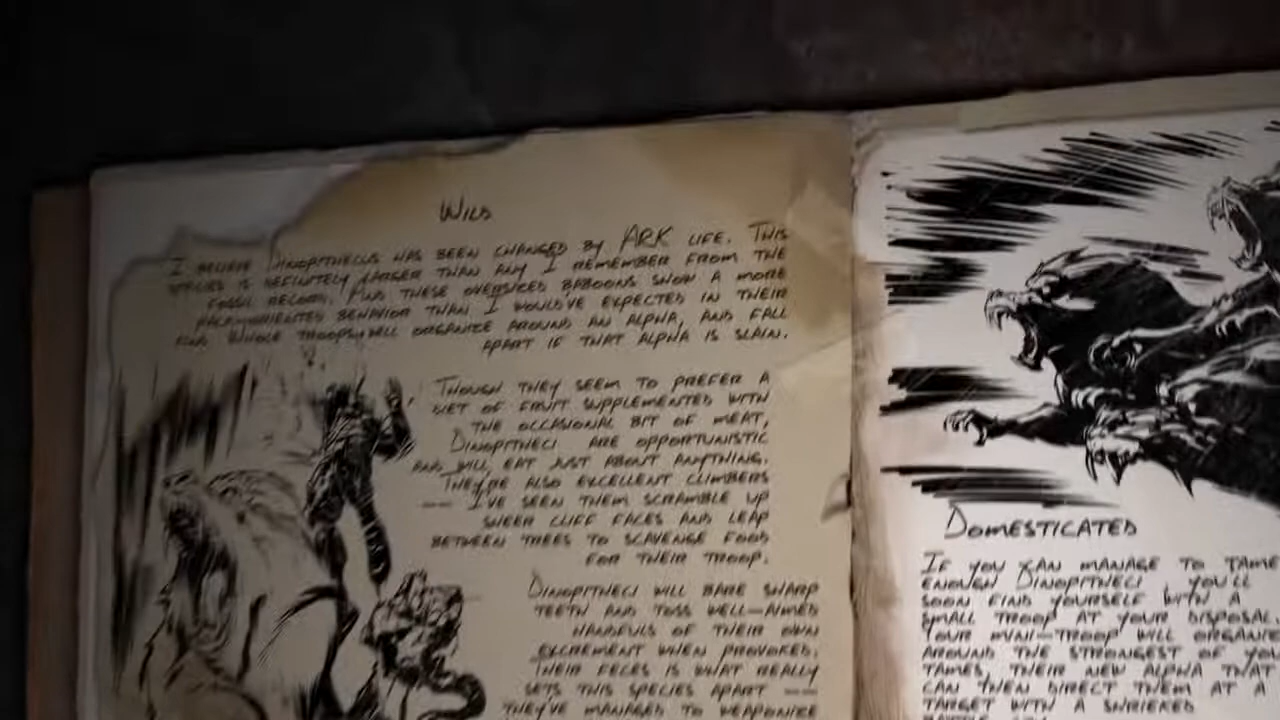 Wild
I believe Dinopithecus has been changed by ARK life. This
species is definitely larger than any I remember from the
fossil record. And these oversized baboons show a more
pack-oriented behavior than I would've expected in their
Whole troops will organize around an alpha, and fall
apart if that alpha is slain.
Though they seem to prefer a
diet of fruit supplemented with
the occasional bit of meat,
Dinopitheci are opportunistic
and will eat just about anything.
They're also excellent climbers
-- I've seen them scramble up
sheer cliff faces and leap
between trees to scavenge food
for their troop.
Dinopitheci will bare sharp
teeth and toss well-aimed
handfuls of their own
excrement when provoked.
Their feces is what really
sets this species apart --
they've managed to weaponize
Domesticated
If you can manage to tame
enough Dinopitheci, you'll
soon find yourself with a
small troop at your disposal.
Your mini-troop will organize
around the strongest of your
tames, their new alpha that
can then direct them at a
target with a shrieked